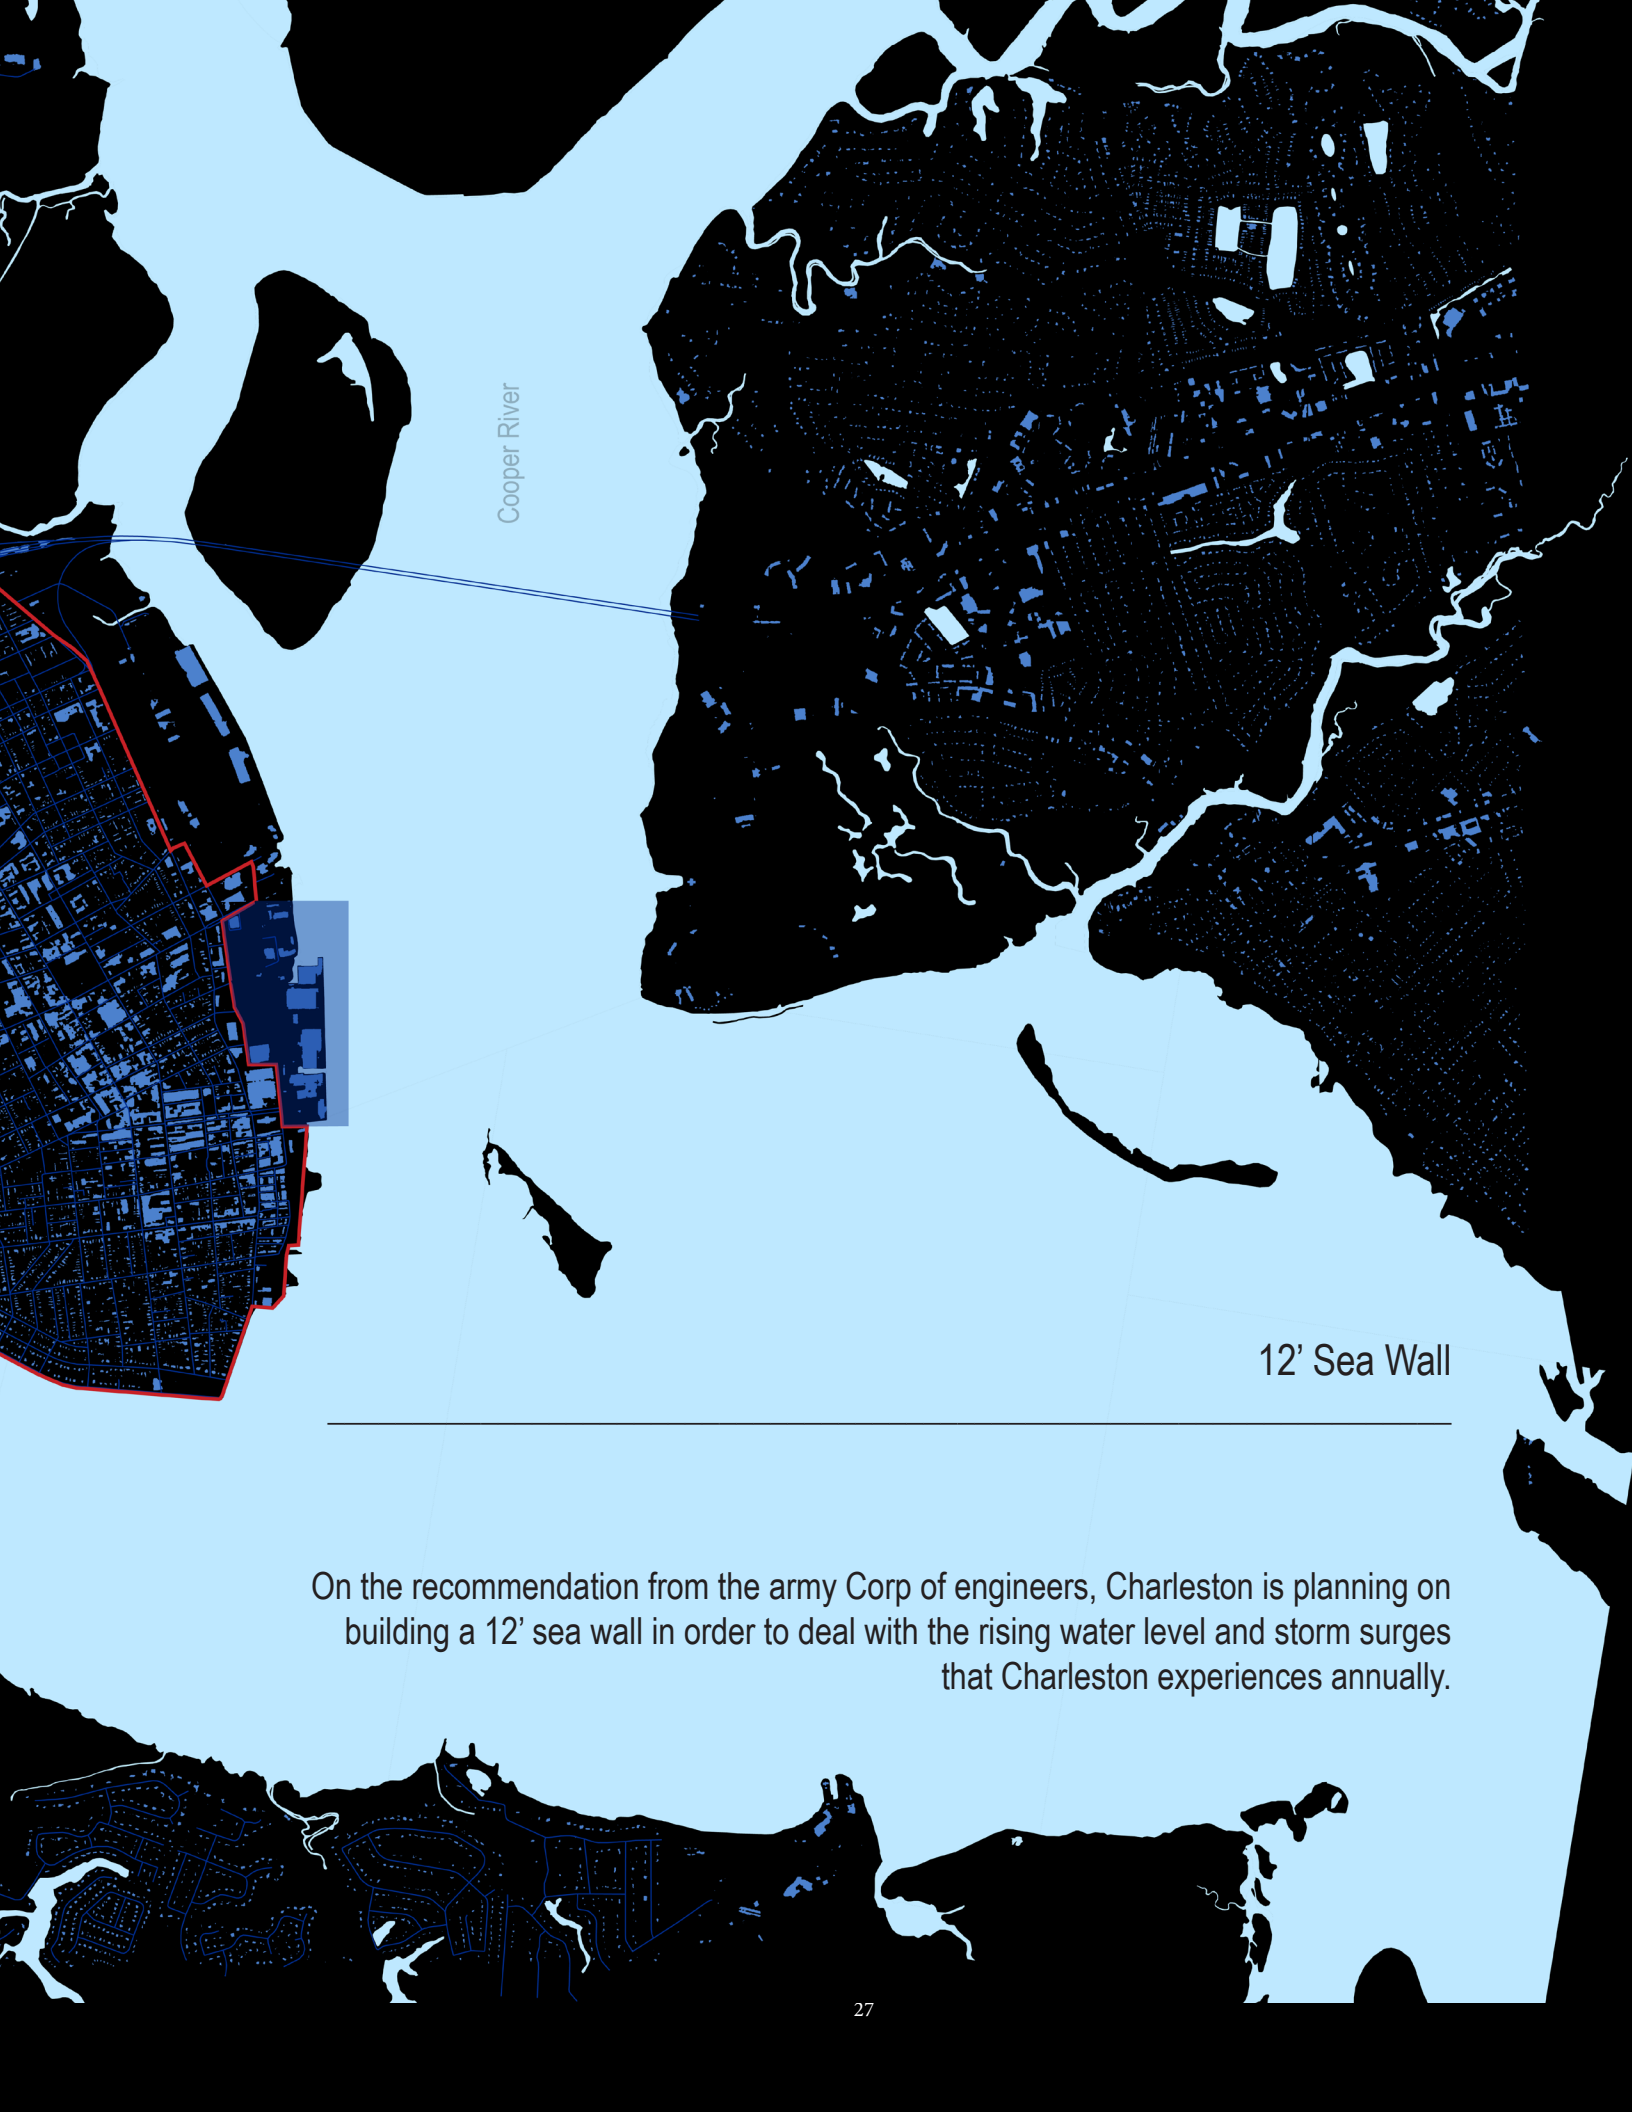 Cooper River
12’ Sea Wall
On the recommendation from the army Corp of engineers, Charleston is planning on
building a 12’ sea wall in order to deal with the rising water level and storm surges
that Charleston experiences annually.
27